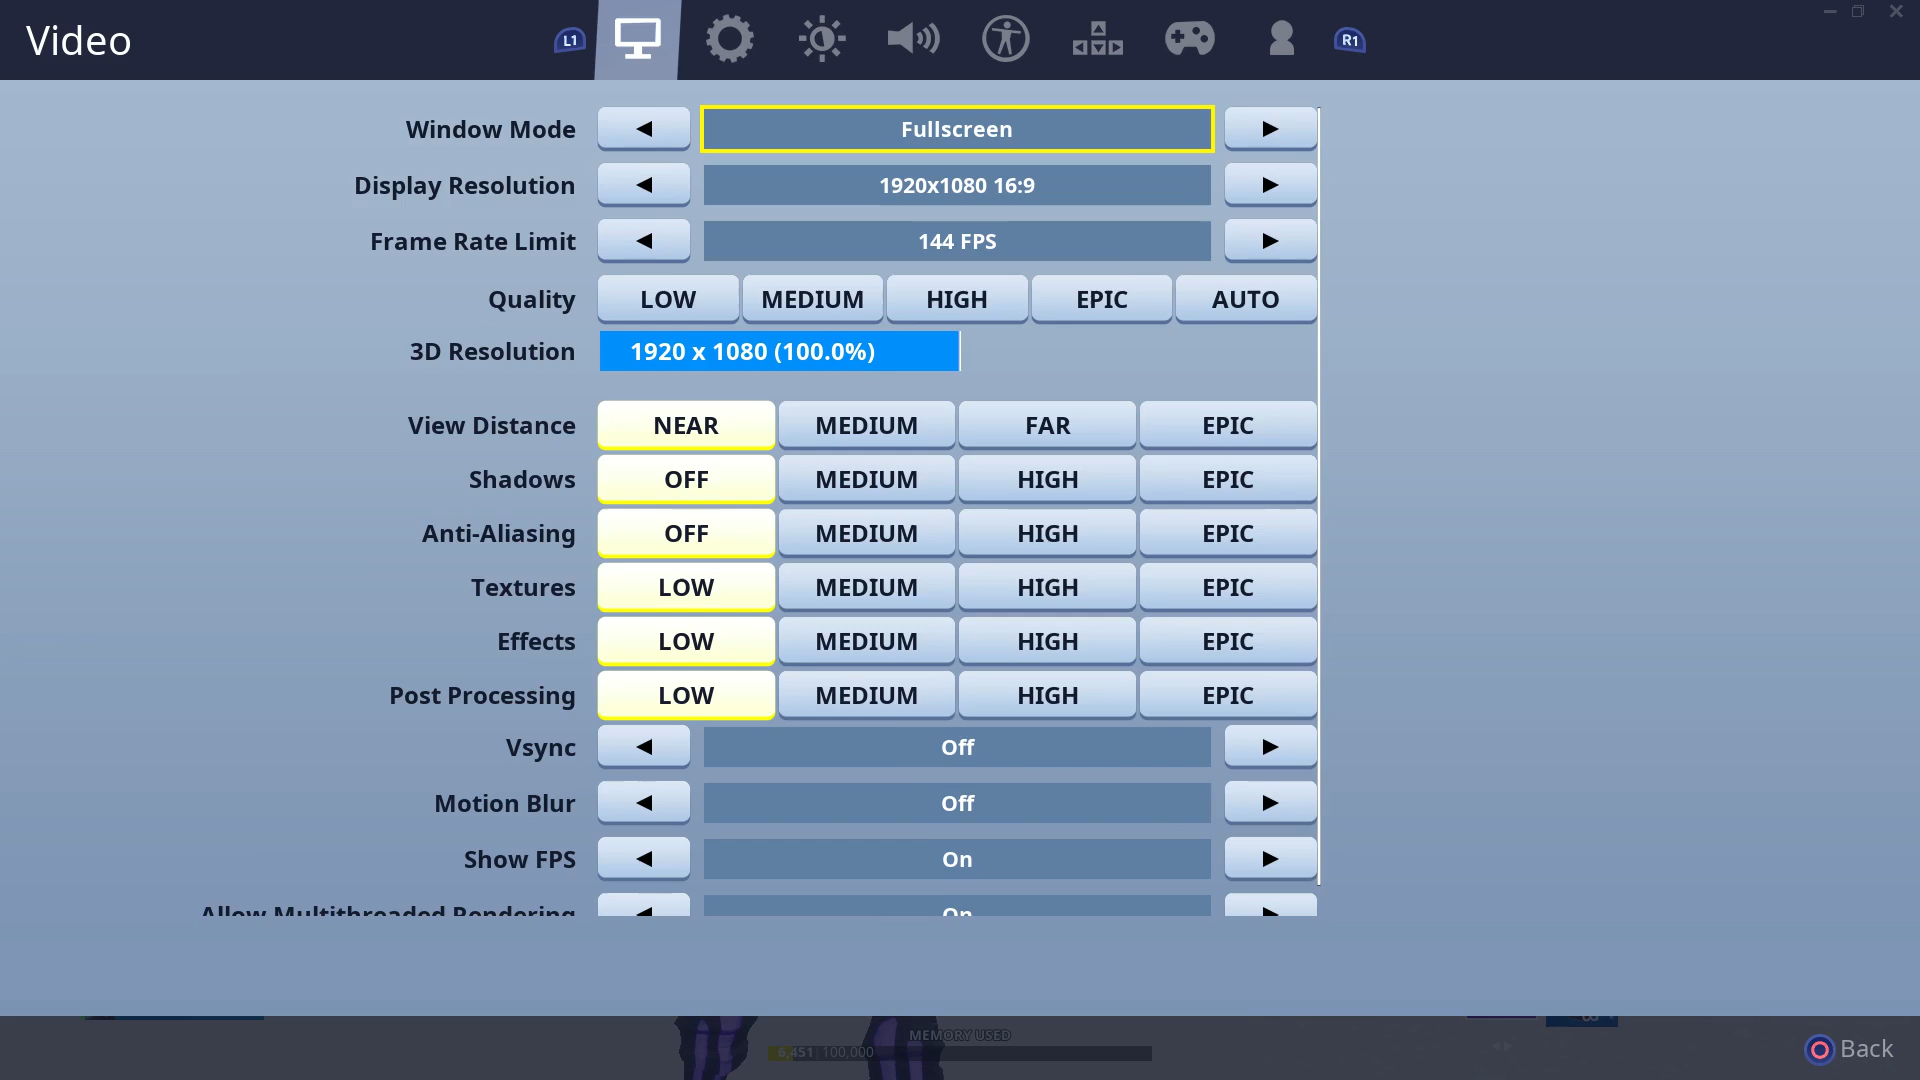 Video
L1
R1
Window Mode
Fullscreen
Display Resolution
1920x1080 16:9
Frame Rate Limit
144 FPS
Quality
LOW MEDIUM HIGH EPIC AUTO
3D Resolution
1920 x 1080 (100.0%)
View Distance
NEAR MEDIUM FAR EPIC
Shadows
OFF MEDIUM HIGH EPIC
Anti-Aliasing
OFF MEDIUM HIGH EPIC
Textures
LOW MEDIUM HIGH EPIC
Effects
LOW MEDIUM HIGH EPIC
Post Processing
LOW MEDIUM HIGH EPIC
Vsync
Off
Motion Blur
Off
Show FPS
On
Allow Multithreaded Rendering
On
MEMORY USED
6,451 | 100,000
Back